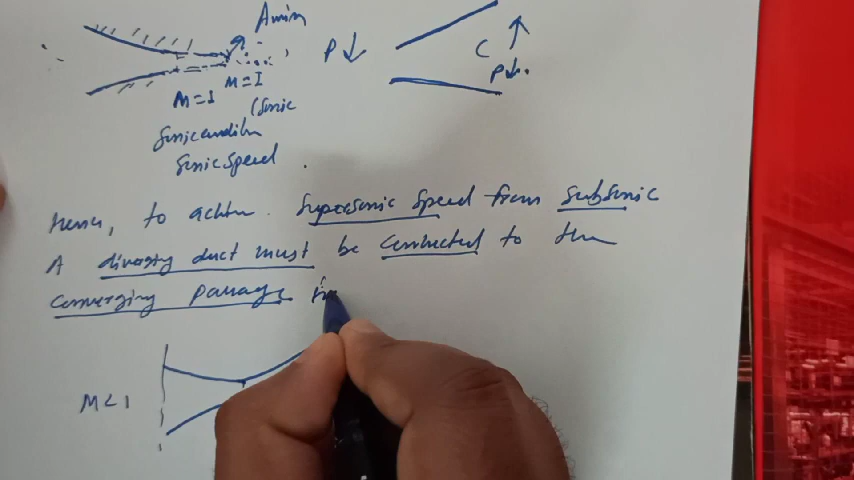 Amin
P↓
C ↑
P↓.
M=1
M=1
(Sonic
Sonic condition
Sonic Speed
Hence, to achieve. Supersonic Speed from Subsonic
A diverging duct must be Connected to the
Converging passage
M<1